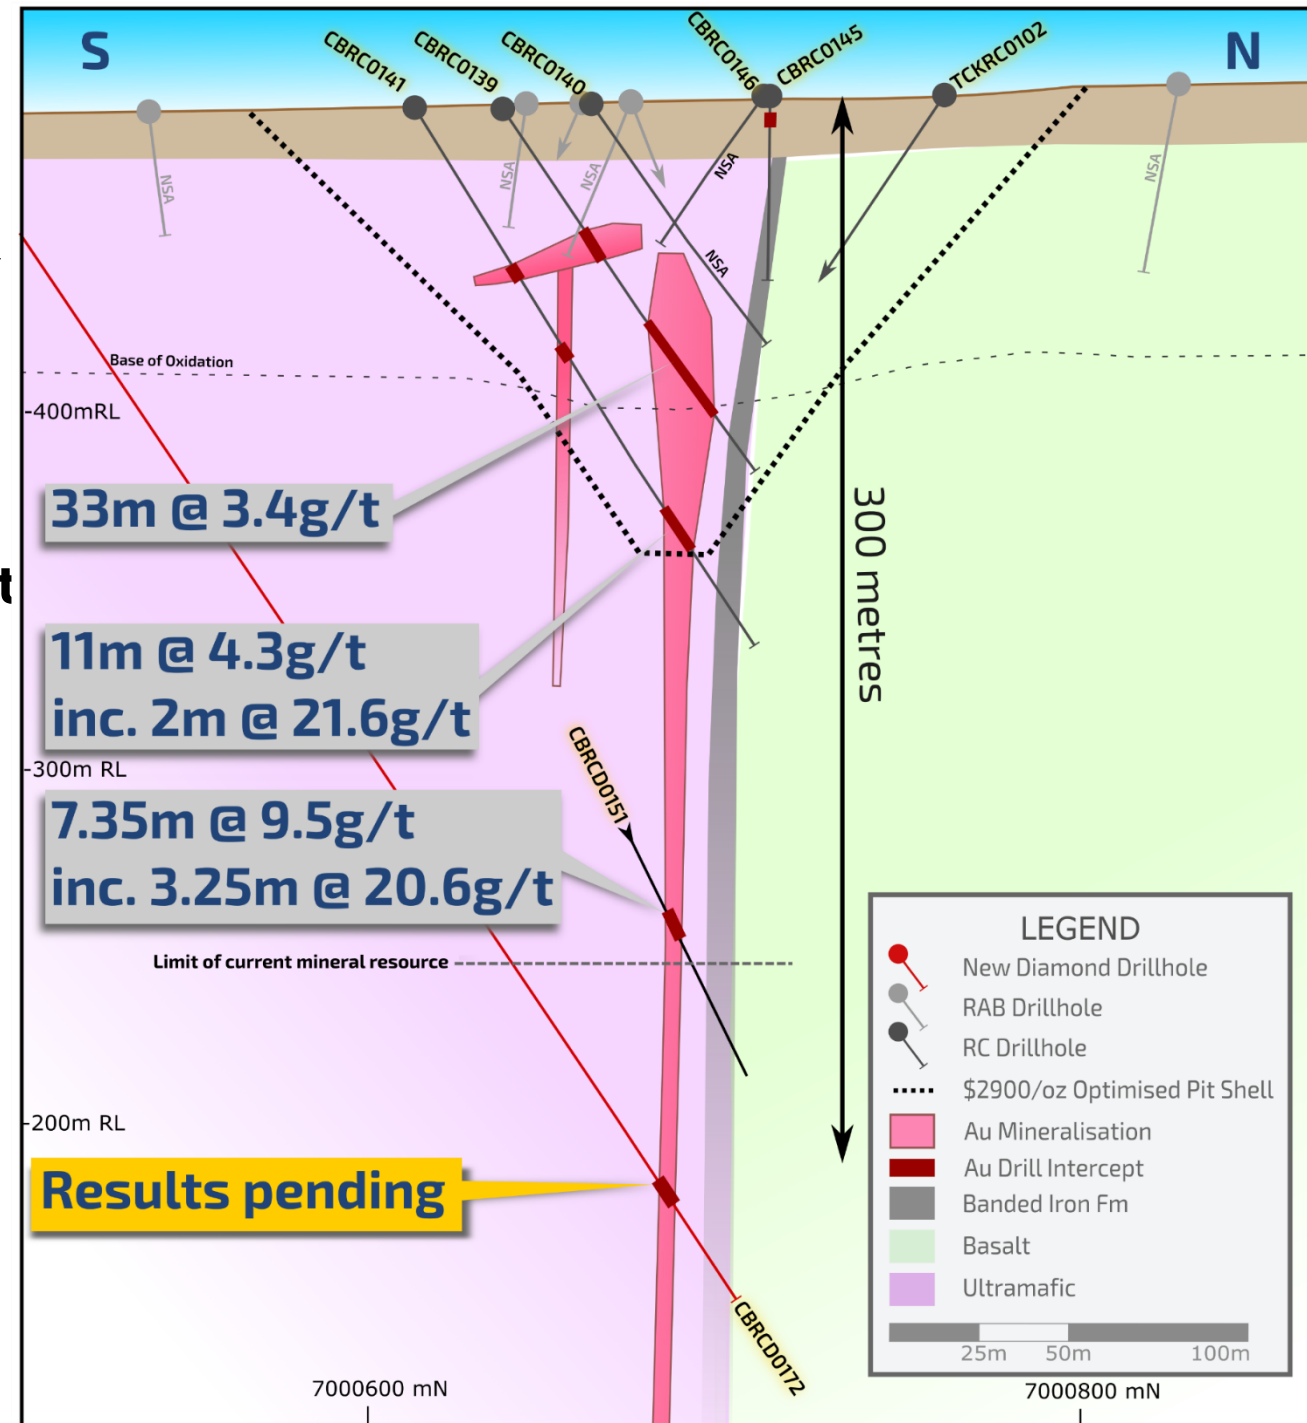 S
N
CBRC0141
CBRC0139
CBRC0140
CBRC0146
CBRC0145
TCKRC0102
NSA
NSA
NSA
NSA
NSA
NSA
Base of Oxidation
-400mRL
33m @ 3.4g/t
300 metres
t
11m @ 4.3g/t
inc. 2m @ 21.6g/t
CBRCD0151
-300m RL
7.35m @ 9.5g/t
inc. 3.25m @ 20.6g/t
Limit of current mineral resource
-200m RL
Results pending
CBRCD0172
LEGEND
New Diamond Drillhole
RAB Drillhole
RC Drillhole
$2900/oz Optimised Pit Shell
Au Mineralisation
Au Drill Intercept
Banded Iron Fm
Basalt
Ultramafic
25m 50m 100m
7000600 mN
7000800 mN